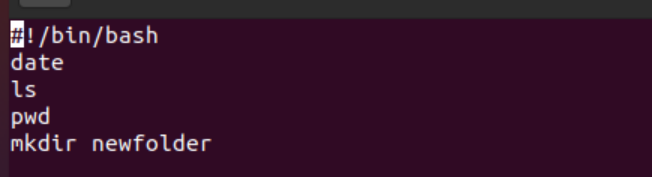 #!/bin/bash
date
ls
pwd
mkdir newfolder